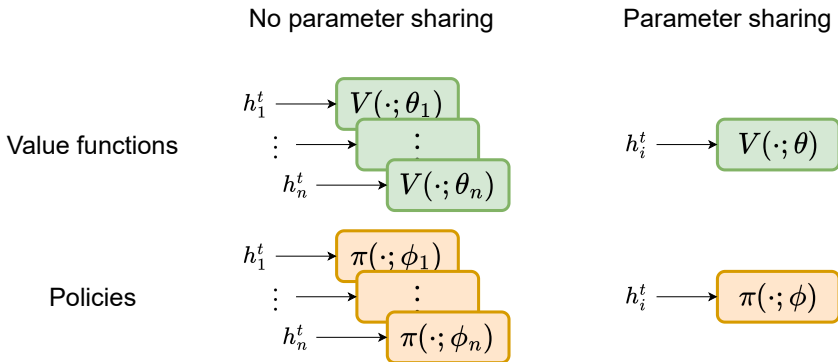 No parameter sharing Parameter sharing
Value functions
h_1^t V(·; θ_1)
⋮ ⋮
h_n^t V(·; θ_n)
h_i^t V(·; θ)
Policies
h_1^t π(·; ϕ_1)
⋮ ⋮
h_n^t π(·; ϕ_n)
h_i^t π(·; ϕ)